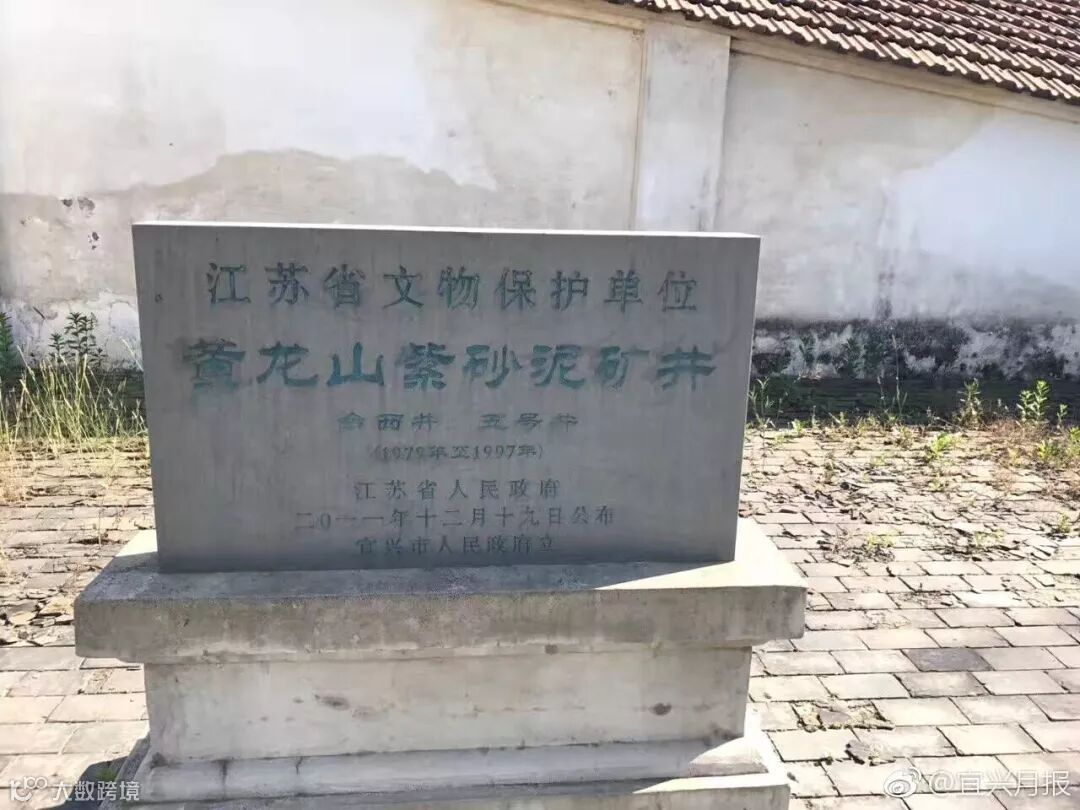 江苏省文物保护单位
黄龙山紫砂泥矿井
台西井 五号井
(1979年至1997年)
江苏省人民政府
二0一一年十二月十九日公布
宜兴市人民政府立
大数跨境
@宜兴月报